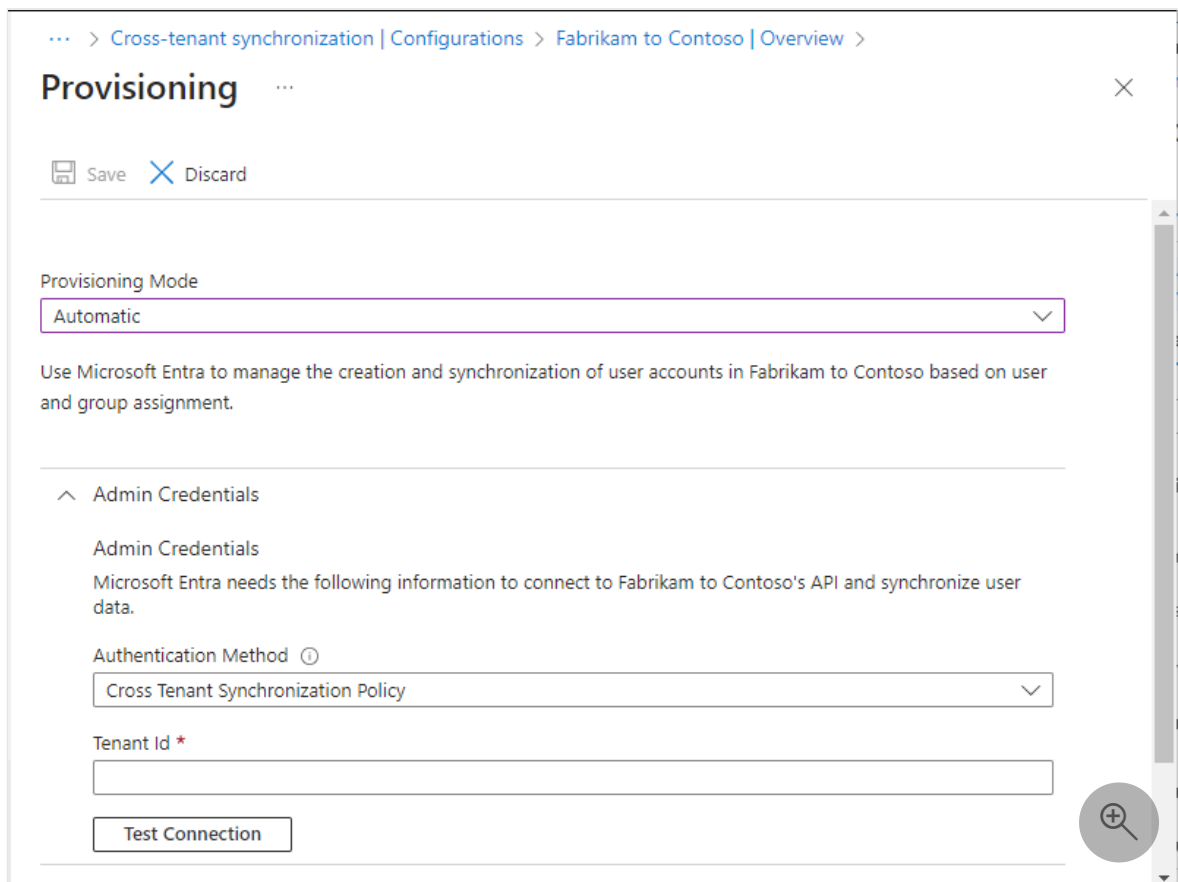 ··· > Cross-tenant synchronization | Configurations > Fabrikam to Contoso | Overview >
Provisioning ···
Save Discard
Provisioning Mode
Automatic
Use Microsoft Entra to manage the creation and synchronization of user accounts in Fabrikam to Contoso based on user
and group assignment.
Admin Credentials
Admin Credentials
Microsoft Entra needs the following information to connect to Fabrikam to Contoso's API and synchronize user
data.
Authentication Method
Cross Tenant Synchronization Policy
Tenant Id *
Test Connection